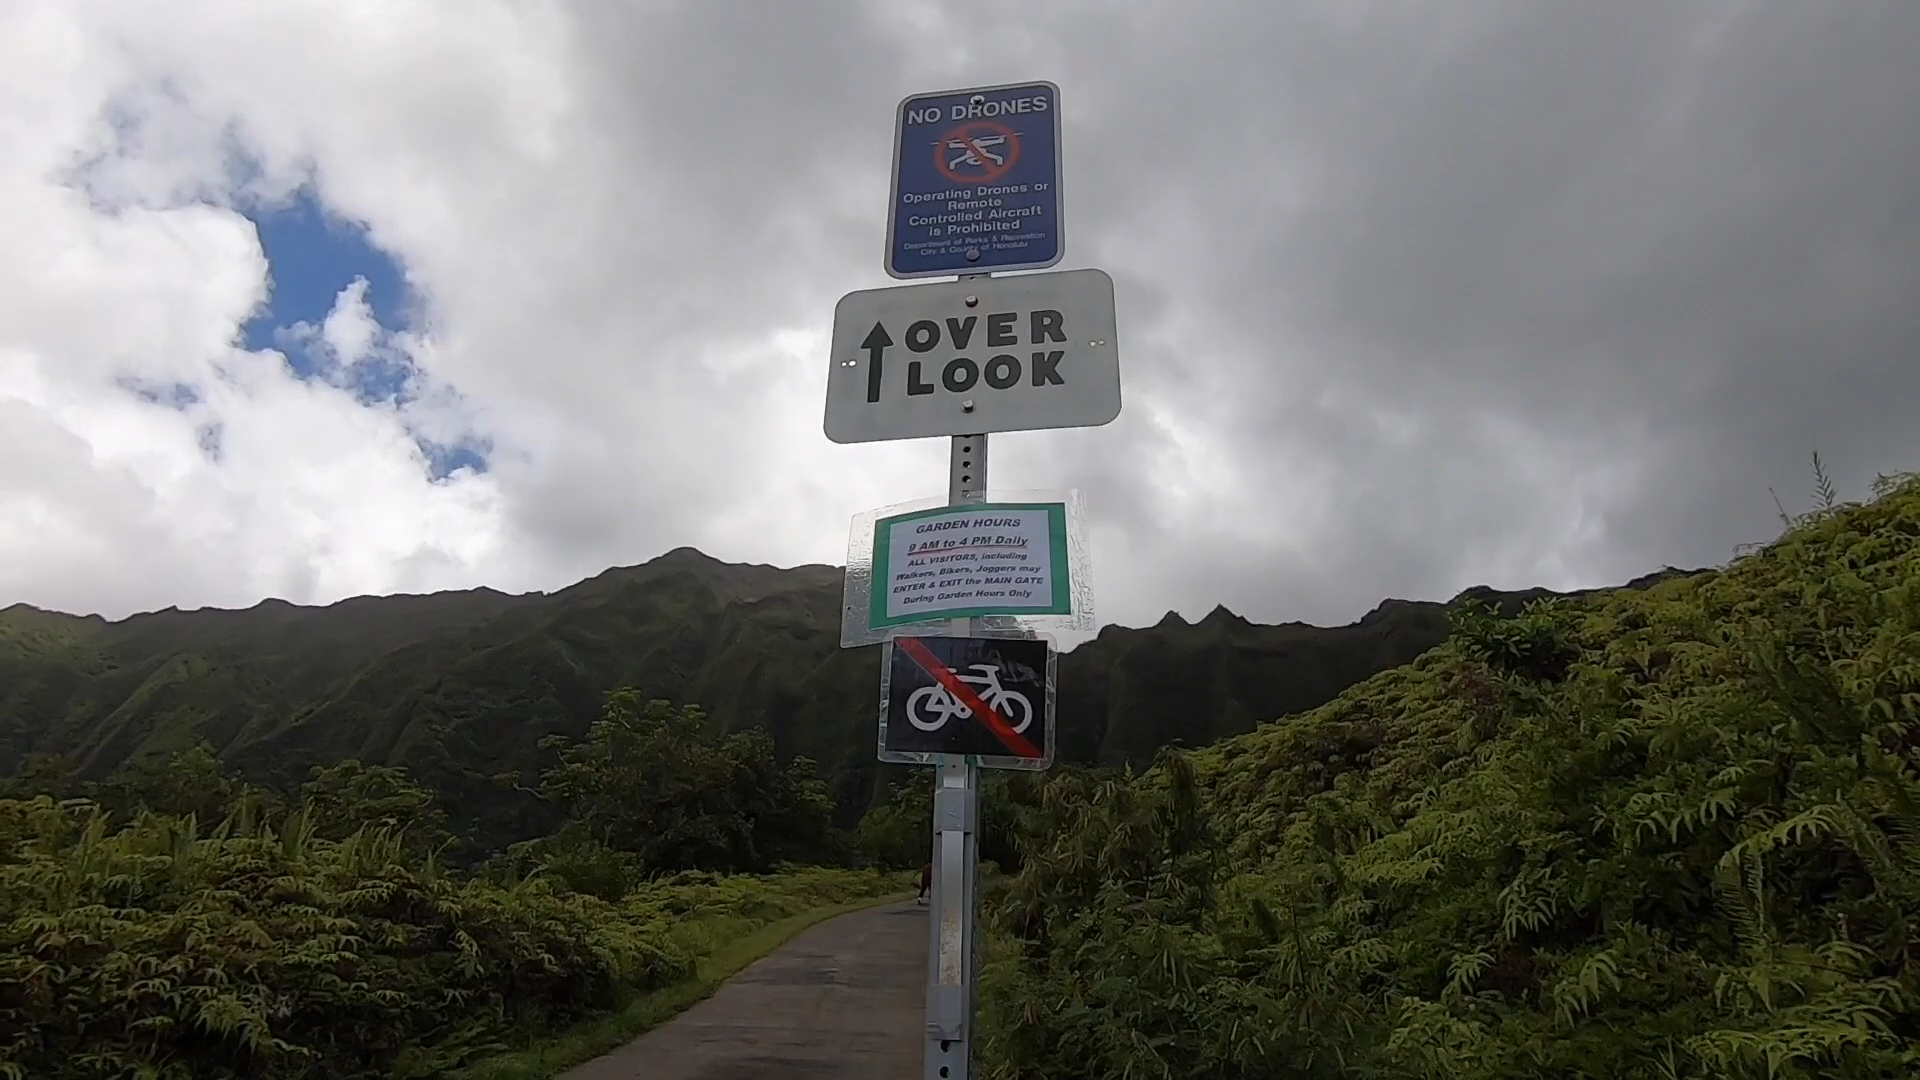 NO DRONES
Operating Drones or
Remote
Controlled Aircraft
is Prohibited
Department of Parks & Recreation
City & County of Honolulu
OVER
LOOK
GARDEN HOURS
9 AM to 4 PM Daily
ALL VISITORS, including
Walkers, Bikers, Joggers may
ENTER & EXIT the MAIN GATE
During Garden Hours Only